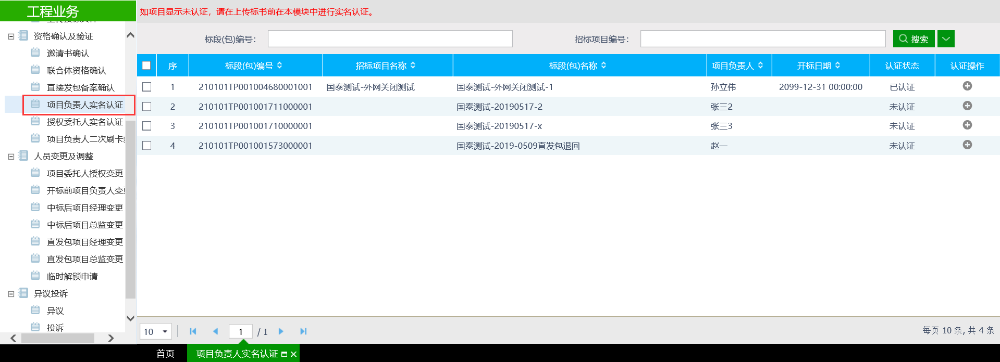 工程业务
资格确认及验证
邀请书确认
联合体资格确认
直接发包备案确认
项目负责人实名认证
授权委托人实名认证
项目负责人二次刷卡
人员变更及调整
项目委托人授权变更
开标前项目负责人变
中标后项目经理变更
中标后项目总监变更
直发包项目经理变更
直发包项目总监变更
临时解锁申请
异议投诉
异议
投诉
如项目显示未认证，请在上传标书前在本模块中进行实名认证。
标段(包)编号： 招标项目编号： 搜索
序 标段(包)编号 招标项目名称 标段(包)名称 项目负责人 开标日期 认证状态 认证操作
1 210101TP001004680001001 国泰测试-外网关闭测试 国泰测试-外网关闭测试-1 孙立伟 2099-12-31 00:00:00 已认证
2 210101TP001001711000001 国泰测试-20190517-2 张三2 未认证
3 210101TP001001710000001 国泰测试-20190517-x 张三3 未认证
4 210101TP001001573000001 国泰测试-2019-0509直发包退回 赵一 未认证
10 1 / 1 每页 10 条, 共 4 条
首页 项目负责人实名认证